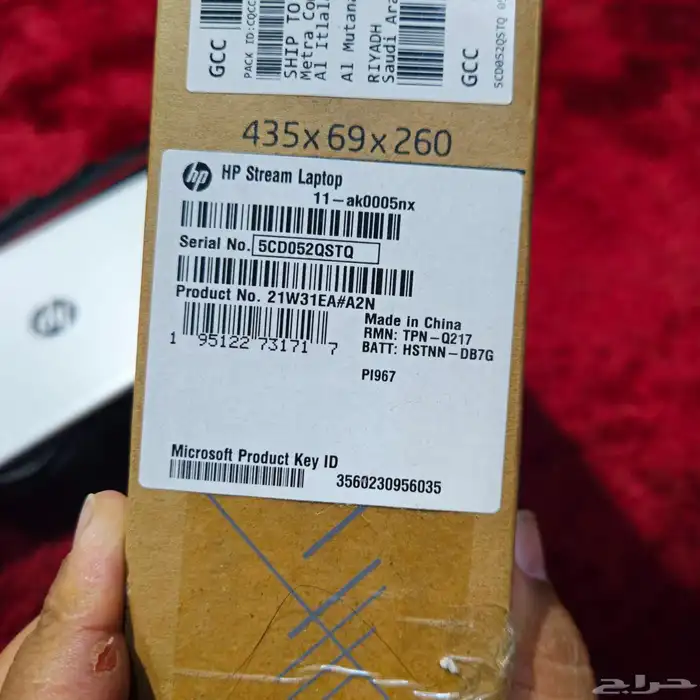 GCC
PACK ID:CQCC
SHIP TO
Metra Co
Al Itlal
Al Mutana
RIYADH
Saudi Ara
GCC
5CD052QSTQ
435x69x260
hp HP Stream Laptop
11-ak0005nx
Serial No. 5CD052QSTQ
Product No. 21W31EA#A2N
1 95122 73171 7
Made in China
RMN: TPN-Q217
BATT: HSTNN-DB7G
PI967
Microsoft Product Key ID
3560230956035
حراج